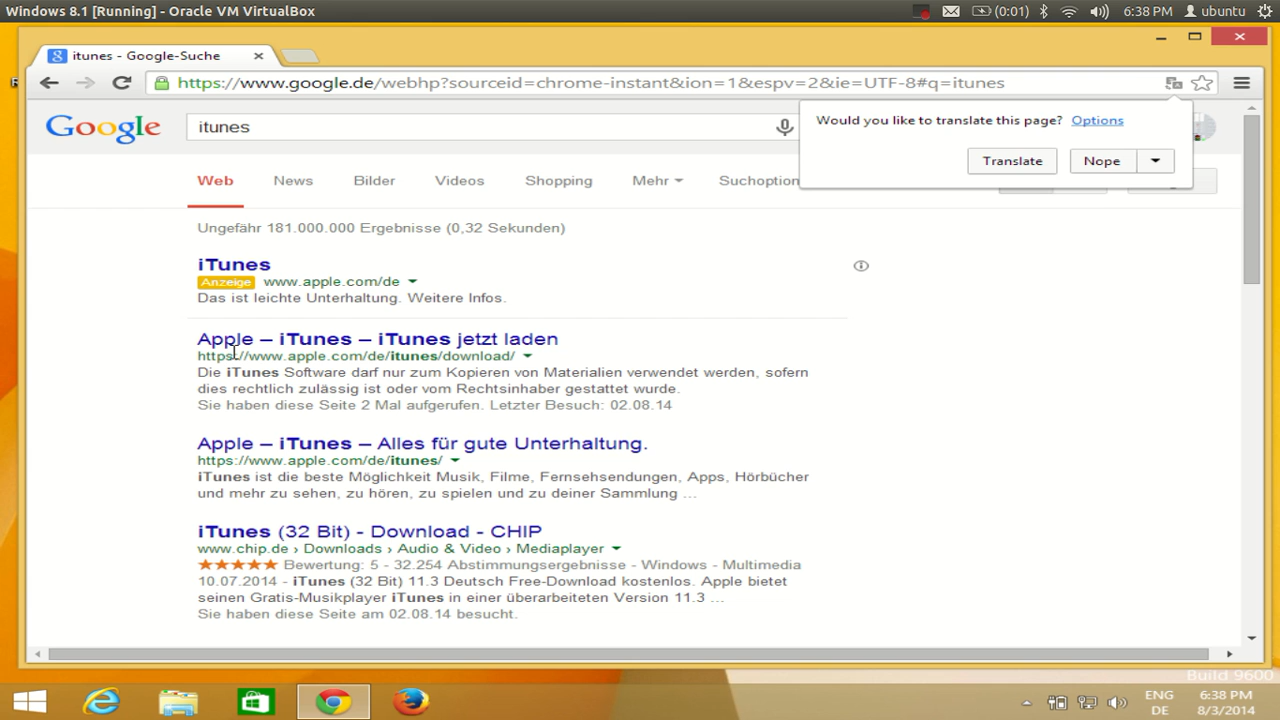 Windows 8.1 [Running] - Oracle VM VirtualBox
(0:01)
6:38 PM
ubuntu
itunes - Google-Suche
https://www.google.de/webhp?sourceid=chrome-instant&ion=1&espv=2&ie=UTF-8#q=itunes
Would you like to translate this page? Options
Translate
Nope
Google
itunes
Web
News
Bilder
Videos
Shopping
Mehr
Suchoption
Ungefähr 181.000.000 Ergebnisse (0,32 Sekunden)
iTunes
Anzeige www.apple.com/de
Das ist leichte Unterhaltung. Weitere Infos.
Apple – iTunes – iTunes jetzt laden
https://www.apple.com/de/itunes/download/
Die iTunes Software darf nur zum Kopieren von Materialien verwendet werden, sofern
dies rechtlich zulässig ist oder vom Rechtsinhaber gestattet wurde.
Sie haben diese Seite 2 Mal aufgerufen. Letzter Besuch: 02.08.14
Apple – iTunes – Alles für gute Unterhaltung.
https://www.apple.com/de/itunes/
iTunes ist die beste Möglichkeit Musik, Filme, Fernsehsendungen, Apps, Hörbücher
und mehr zu sehen, zu hören, zu spielen und zu deiner Sammlung ...
iTunes (32 Bit) - Download - CHIP
www.chip.de › Downloads › Audio & Video › Mediaplayer
Bewertung: 5 - 32.254 Abstimmungsergebnisse - Windows - Multimedia
10.07.2014 - iTunes (32 Bit) 11.3 Deutsch Free-Download kostenlos. Apple bietet
seinen Gratis-Musikplayer iTunes in einer überarbeiteten Version 11.3 ...
Sie haben diese Seite am 02.08.14 besucht.
Build 9600
ENG
DE
6:38 PM
8/3/2014